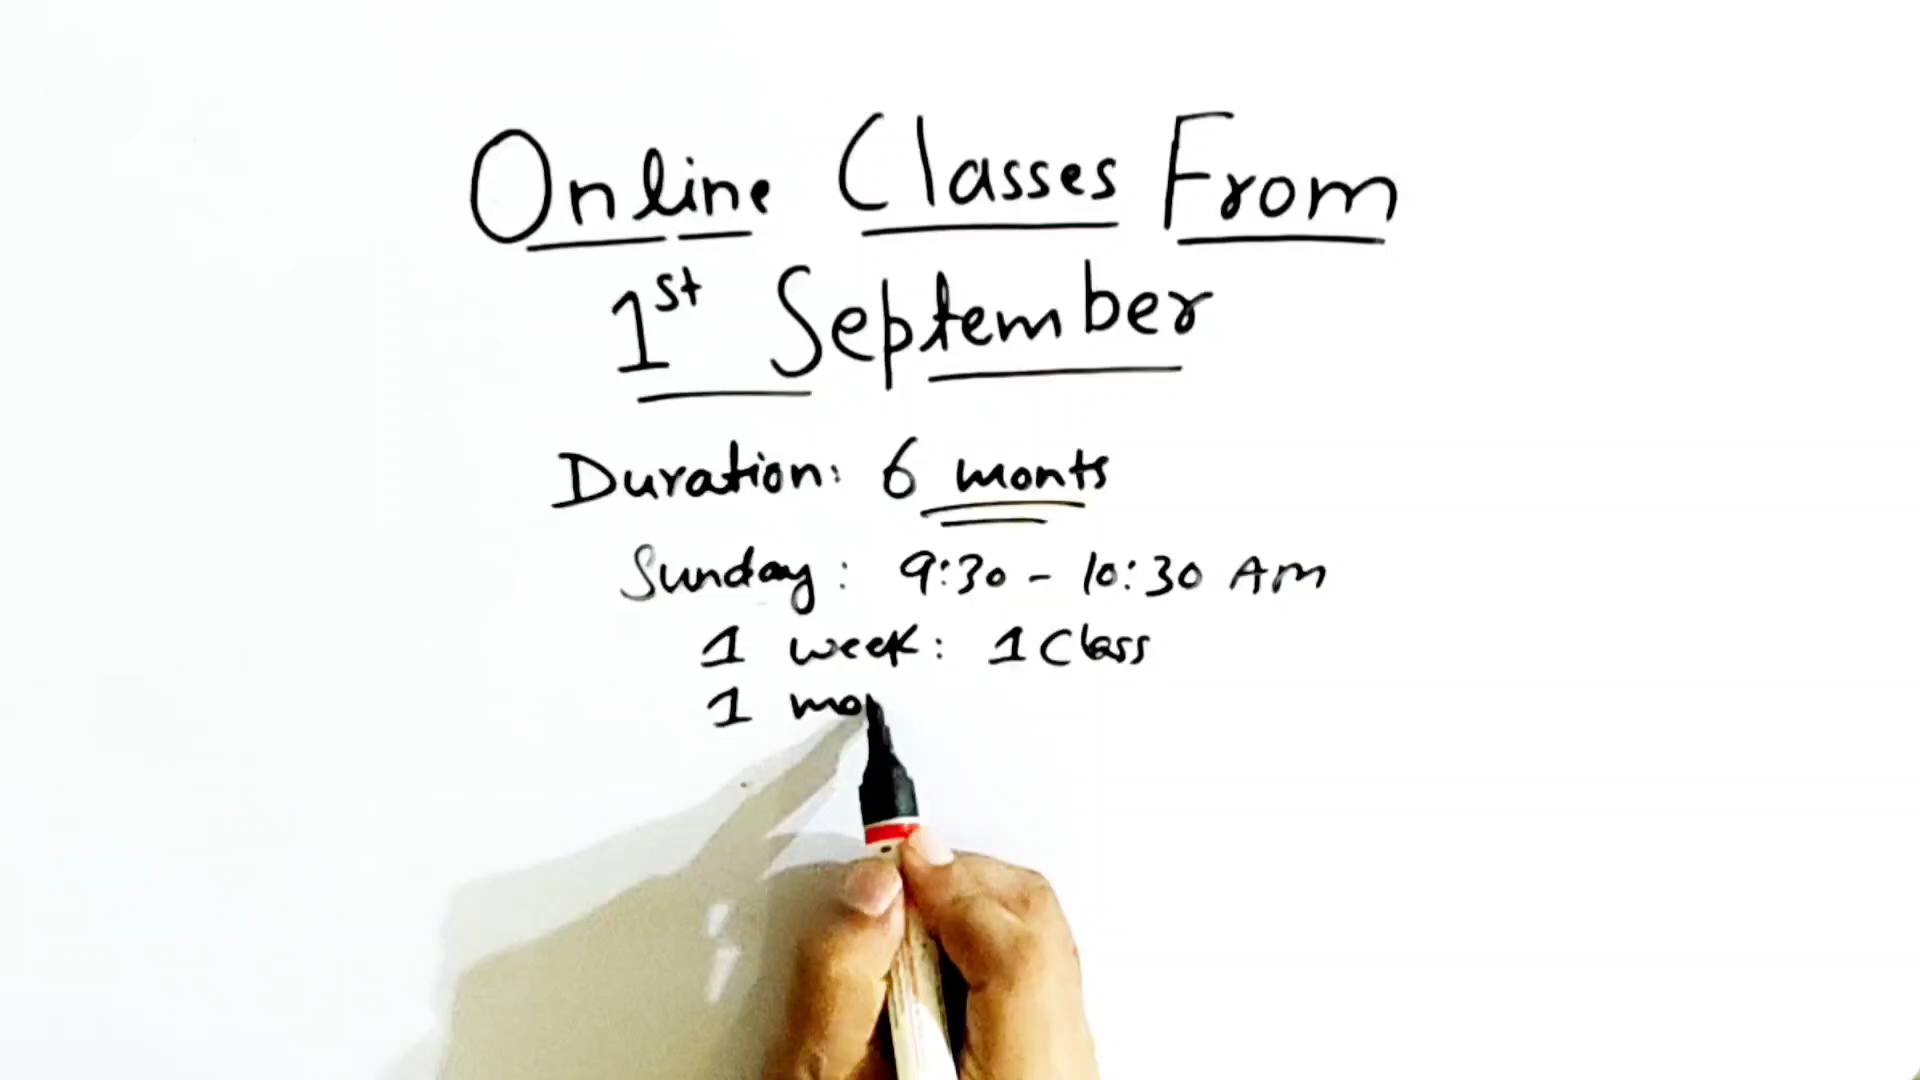 Online Classes From
1st September
Duration: 6 monts
Sunday: 9:30 - 10:30 AM
1 week: 1 Class
1 mo